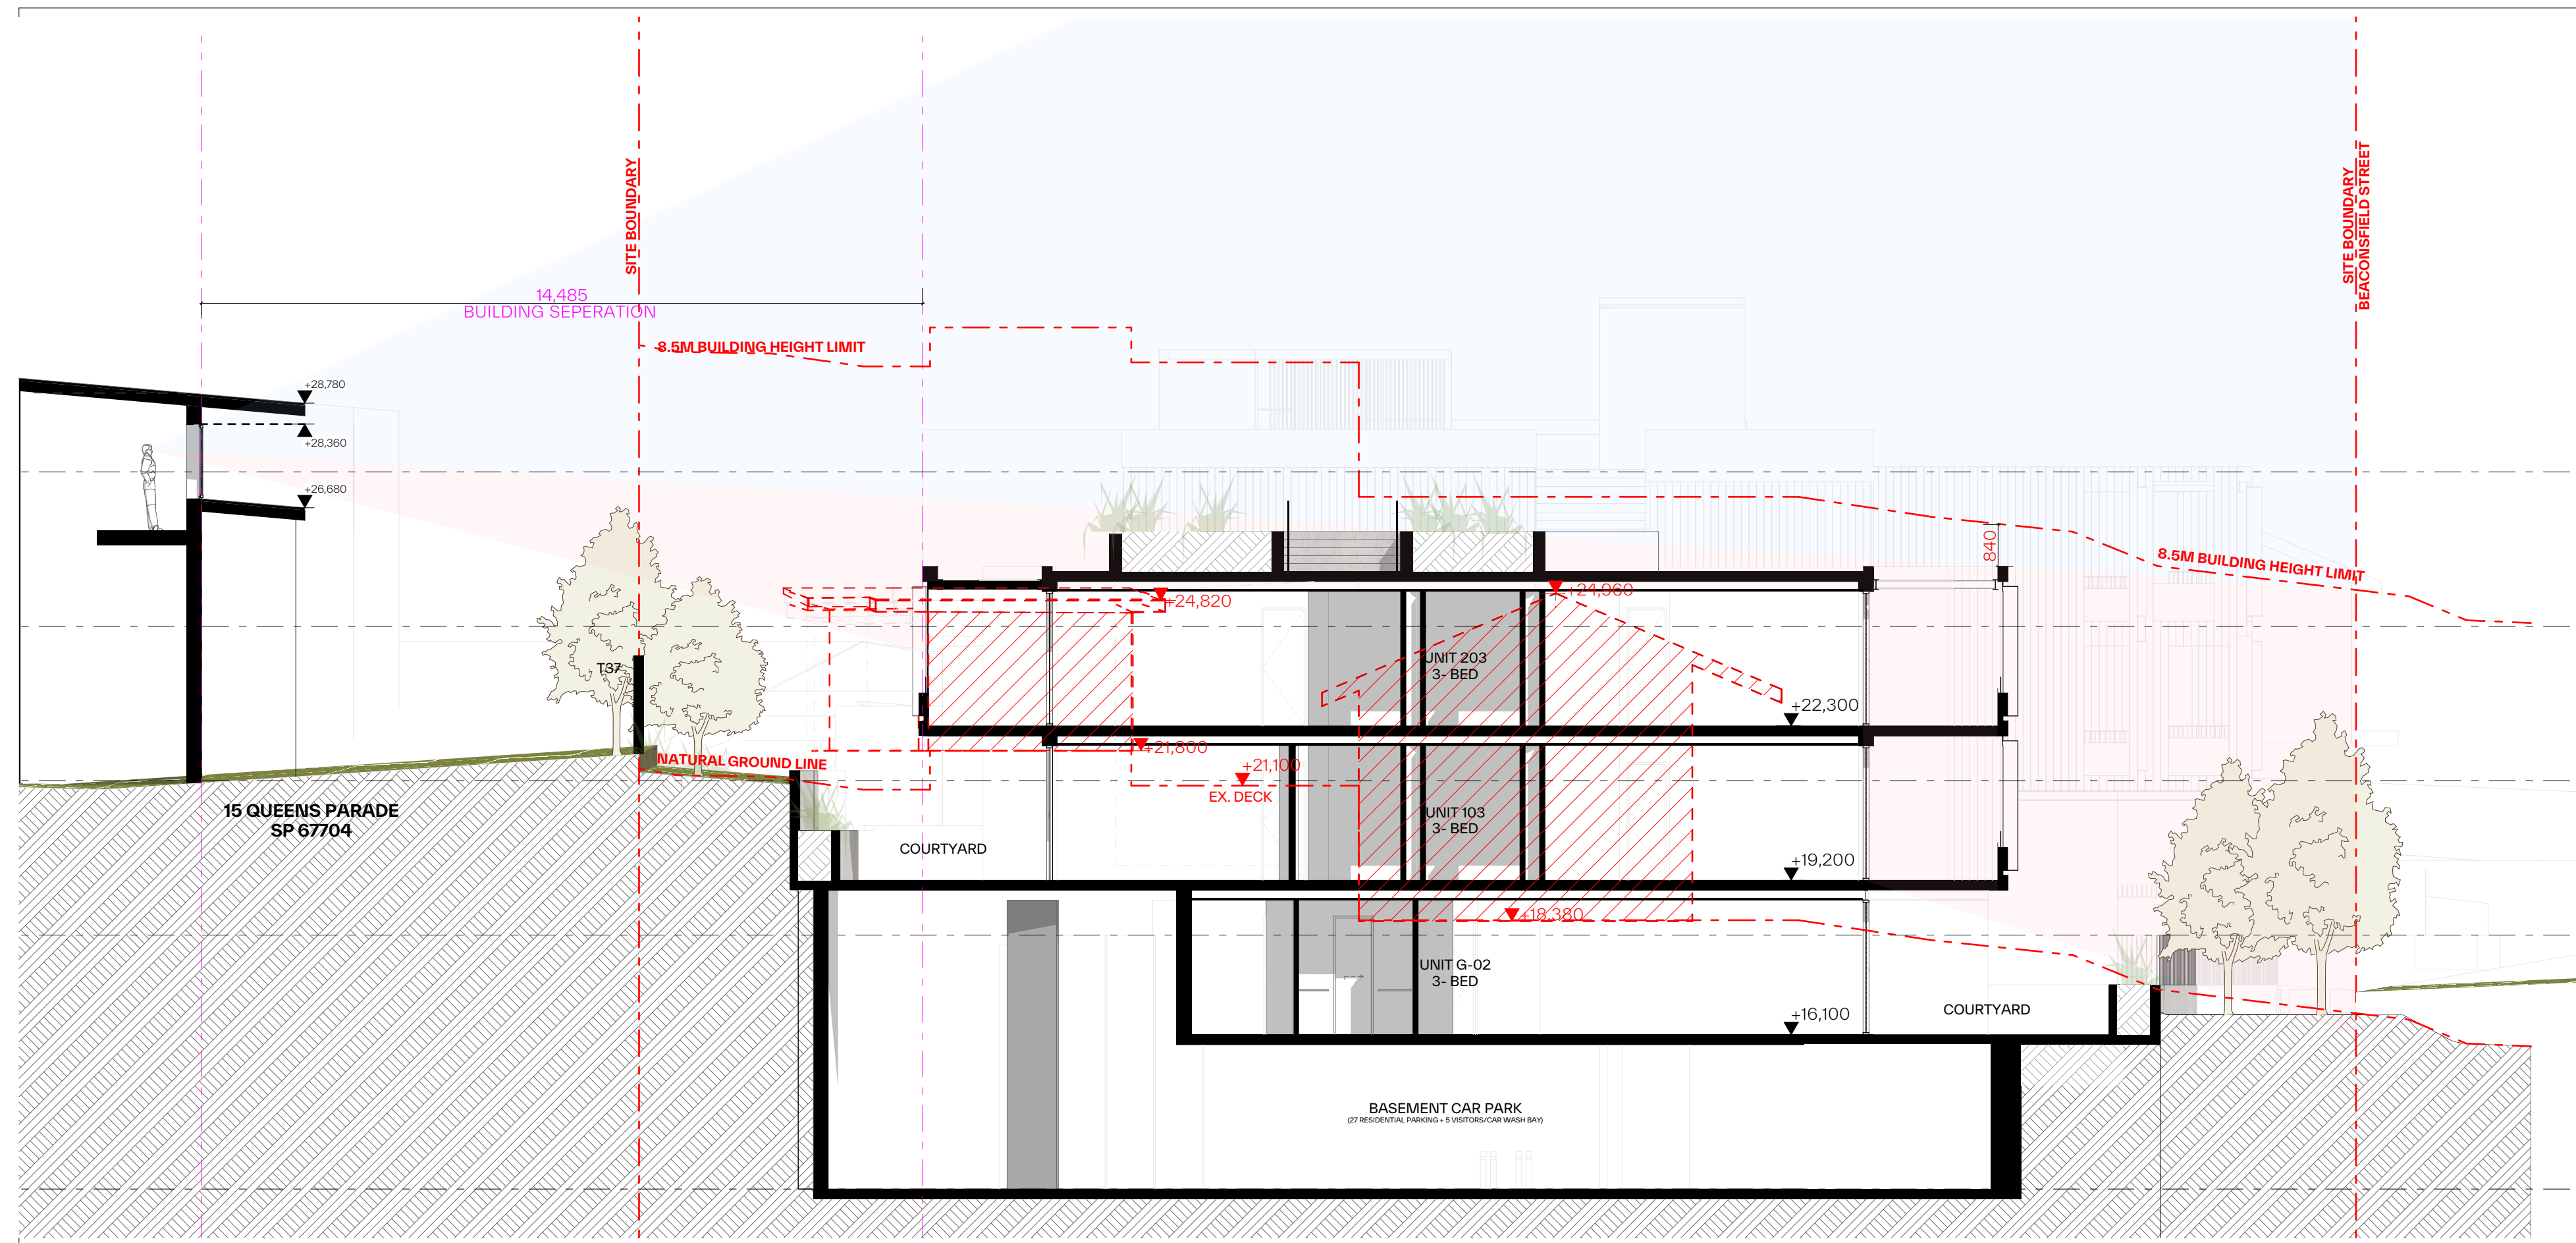 SITE BOUNDARY
SITE BOUNDARY
BEACONSFIELD STREET
14,485
BUILDING SEPERATION
8.5M BUILDING HEIGHT LIMIT
+28,780
+28,360
+26,680
840
8.5M BUILDING HEIGHT LIMIT
+24,820
+24,960
T37
UNIT 203
3- BED
+22,300
+21,800
NATURAL GROUND LINE
+21,100
EX. DECK
15 QUEENS PARADE
SP 67704
UNIT 103
3- BED
COURTYARD
+19,200
+18,380
UNIT G-02
3- BED
+16,100
COURTYARD
BASEMENT CAR PARK
(27 RESIDENTIAL PARKING + 5 VISITORS/CAR WASH BAY)